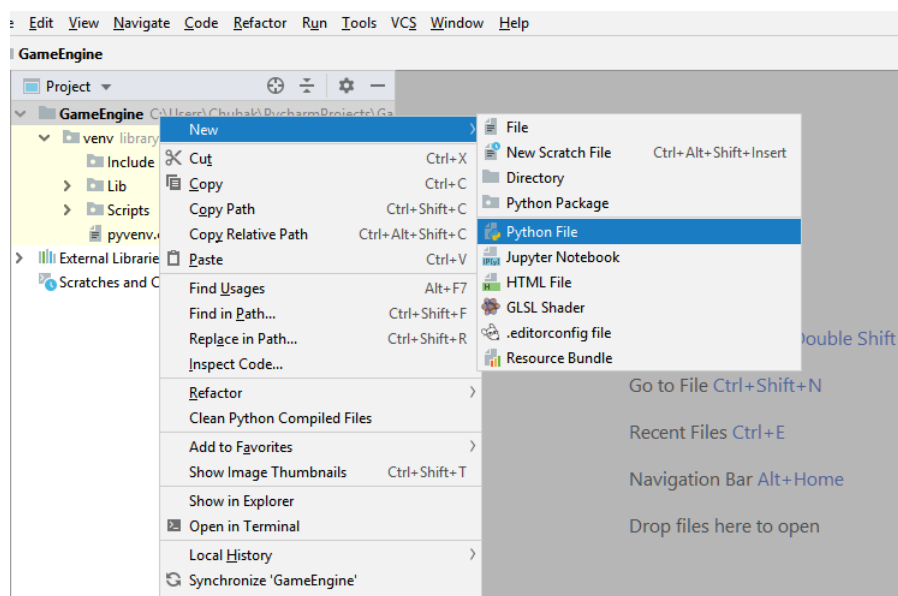 Edit View Navigate Code Refactor Run Tools VCS Window Help
GameEngine
Project
GameEngine C:\Users\Chubak\PycharmProjects\Ga
venv library
Include
Lib
Scripts
pyvenv.
External Librarie
Scratches and C
New
Cut Ctrl+X
Copy Ctrl+C
Copy Path Ctrl+Shift+C
Copy Relative Path Ctrl+Alt+Shift+C
Paste Ctrl+V
Find Usages Alt+F7
Find in Path... Ctrl+Shift+F
Replace in Path... Ctrl+Shift+R
Inspect Code...
Refactor
Clean Python Compiled Files
Add to Favorites
Show Image Thumbnails Ctrl+Shift+T
Show in Explorer
Open in Terminal
Local History
Synchronize 'GameEngine'
File
New Scratch File Ctrl+Alt+Shift+Insert
Directory
Python Package
Python File
Jupyter Notebook
HTML File
GLSL Shader
.editorconfig file
Resource Bundle
Double Shift
Go to File Ctrl+Shift+N
Recent Files Ctrl+E
Navigation Bar Alt+Home
Drop files here to open